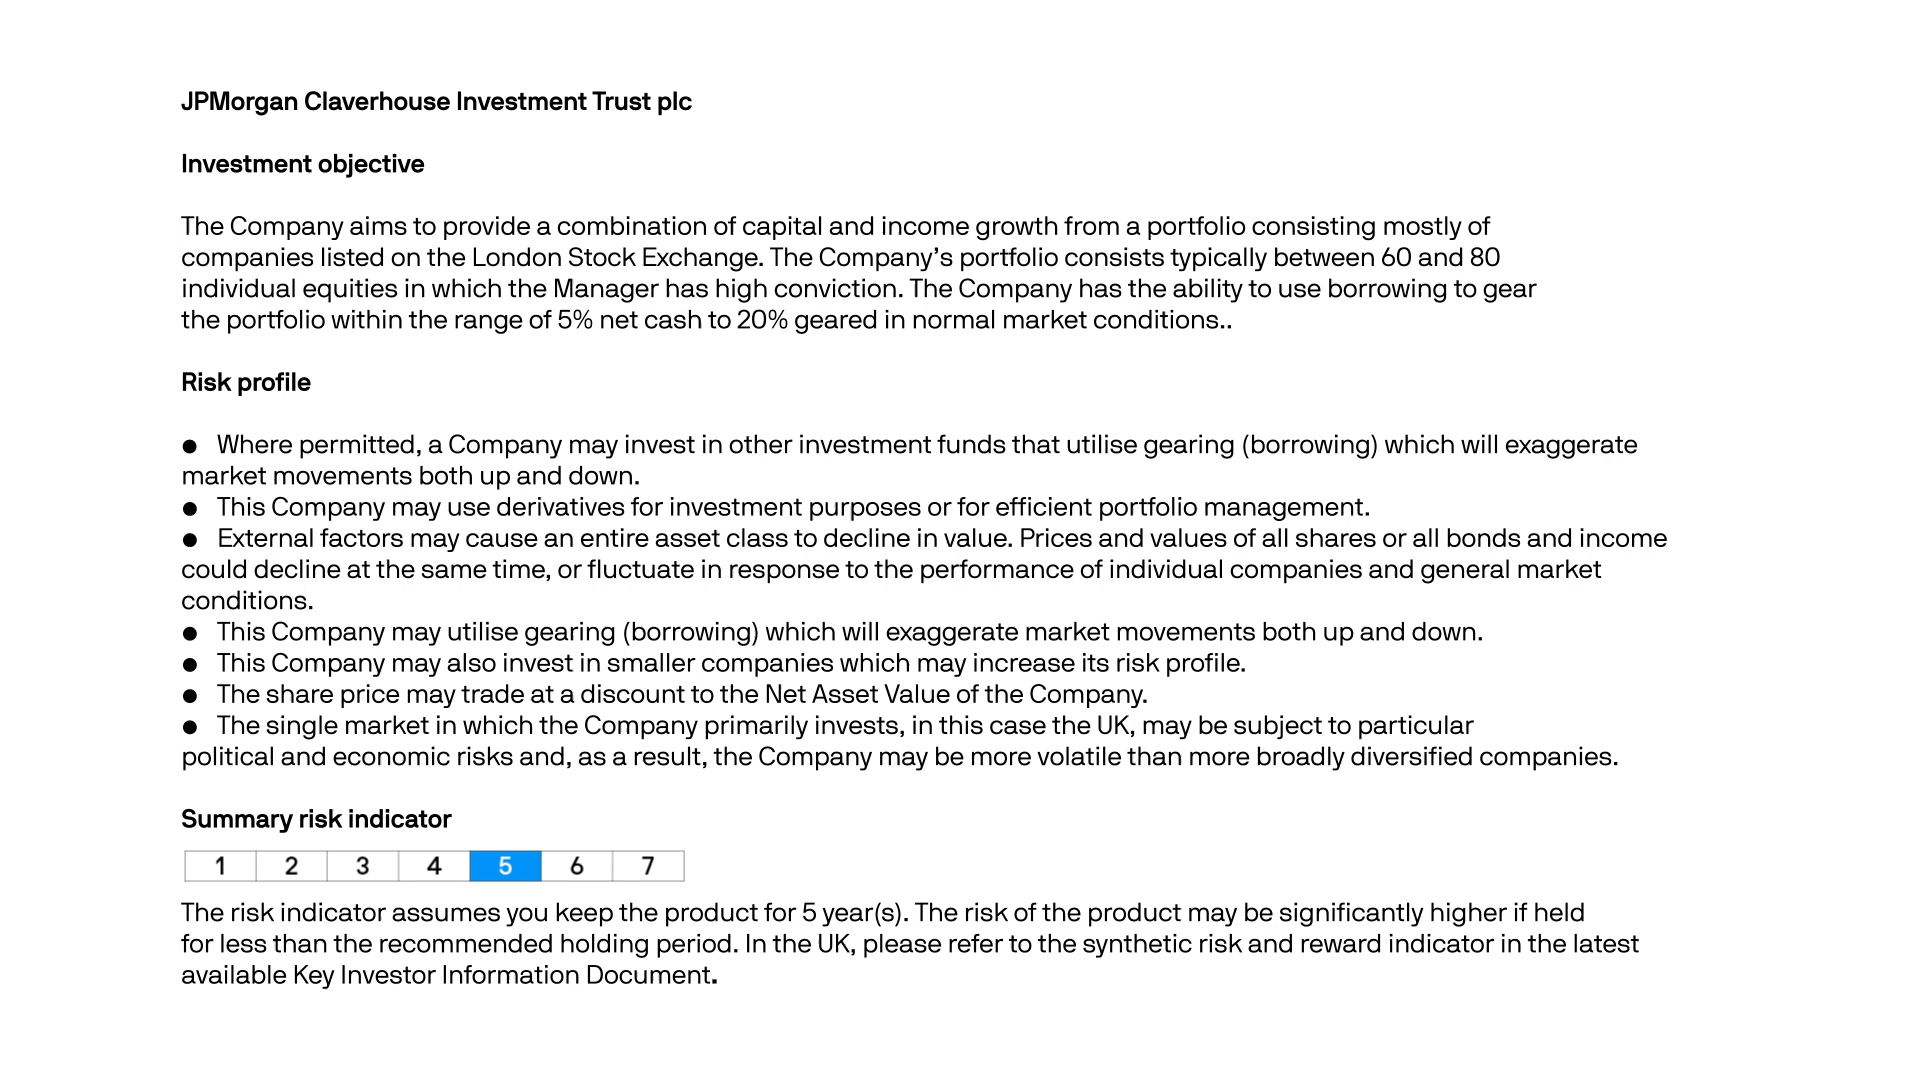 JPMorgan Claverhouse Investment Trust plc
Investment objective
The Company aims to provide a combination of capital and income growth from a portfolio consisting mostly of
companies listed on the London Stock Exchange. The Company’s portfolio consists typically between 60 and 80
individual equities in which the Manager has high conviction. The Company has the ability to use borrowing to gear
the portfolio within the range of 5% net cash to 20% geared in normal market conditions..
Risk profile
● Where permitted, a Company may invest in other investment funds that utilise gearing (borrowing) which will exaggerate
market movements both up and down.
● This Company may use derivatives for investment purposes or for efficient portfolio management.
● External factors may cause an entire asset class to decline in value. Prices and values of all shares or all bonds and income
could decline at the same time, or fluctuate in response to the performance of individual companies and general market
conditions.
● This Company may utilise gearing (borrowing) which will exaggerate market movements both up and down.
● This Company may also invest in smaller companies which may increase its risk profile.
● The share price may trade at a discount to the Net Asset Value of the Company.
● The single market in which the Company primarily invests, in this case the UK, may be subject to particular
political and economic risks and, as a result, the Company may be more volatile than more broadly diversified companies.
Summary risk indicator
1 2 3 4 5 6 7
The risk indicator assumes you keep the product for 5 year(s). The risk of the product may be significantly higher if held
for less than the recommended holding period. In the UK, please refer to the synthetic risk and reward indicator in the latest
available Key Investor Information Document.